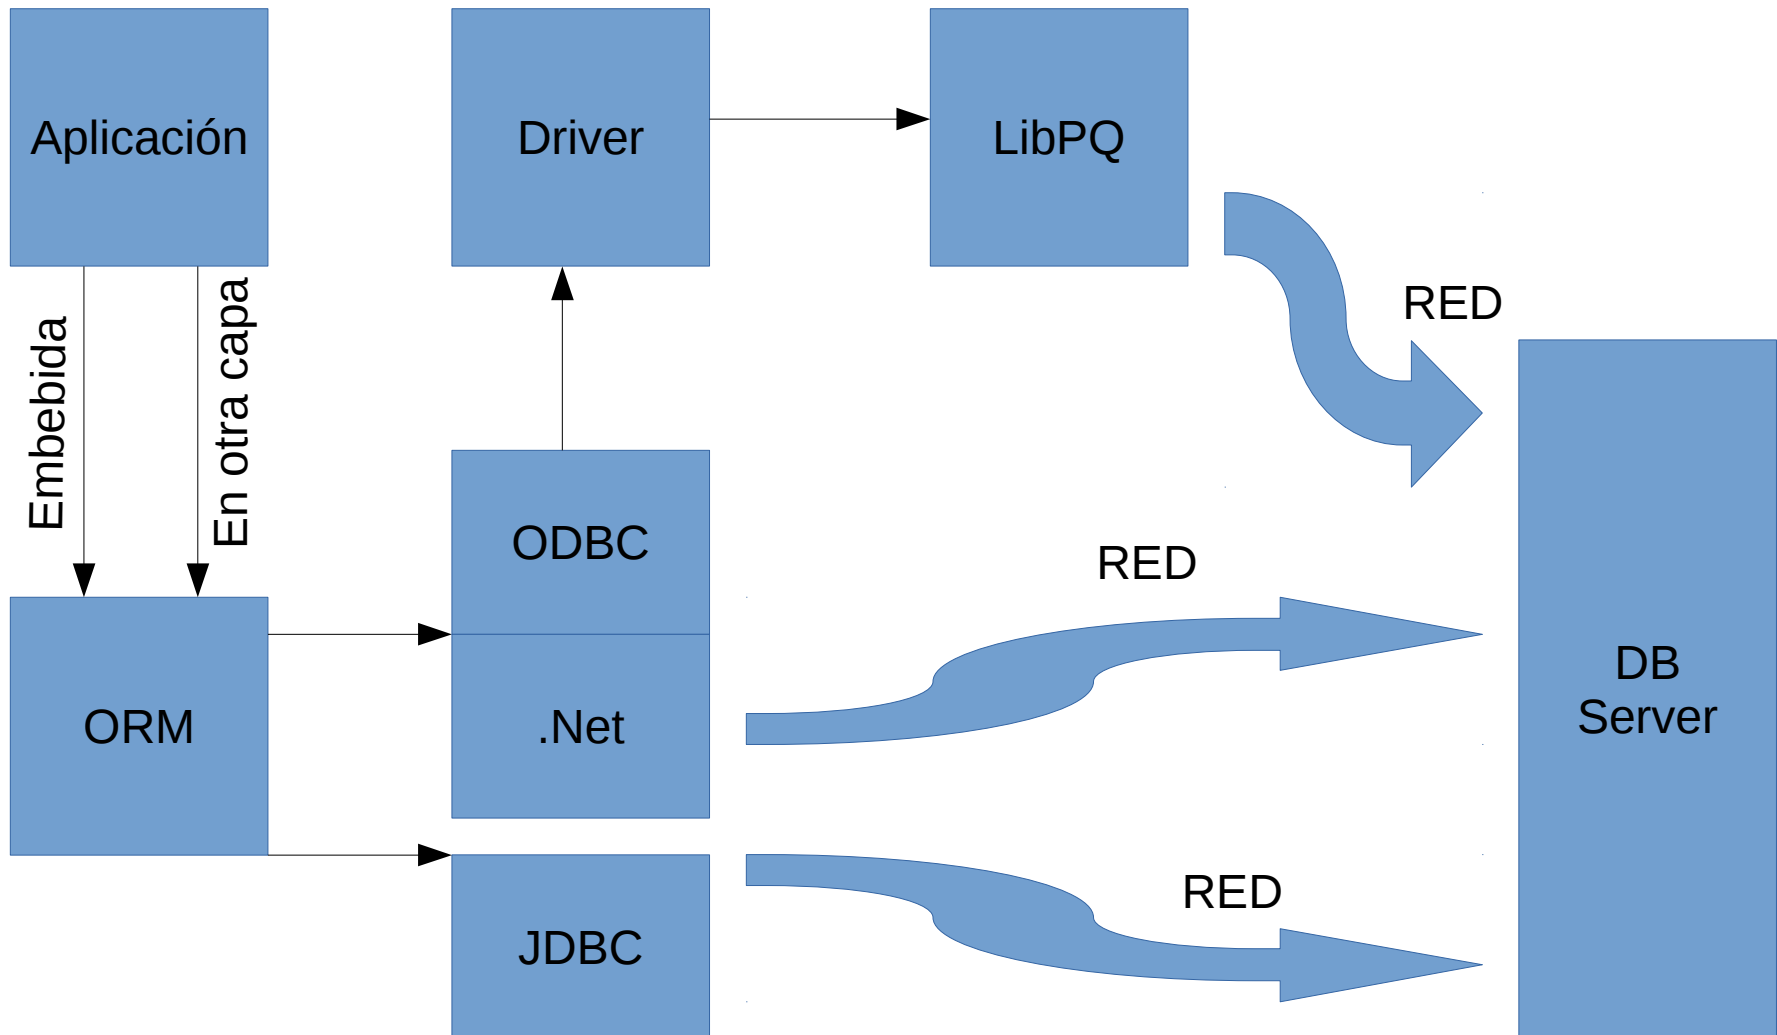 Aplicación
Driver
LibPQ
RED
Embebida
En otra capa
ODBC
RED
ORM
.Net
DB
Server
RED
JDBC